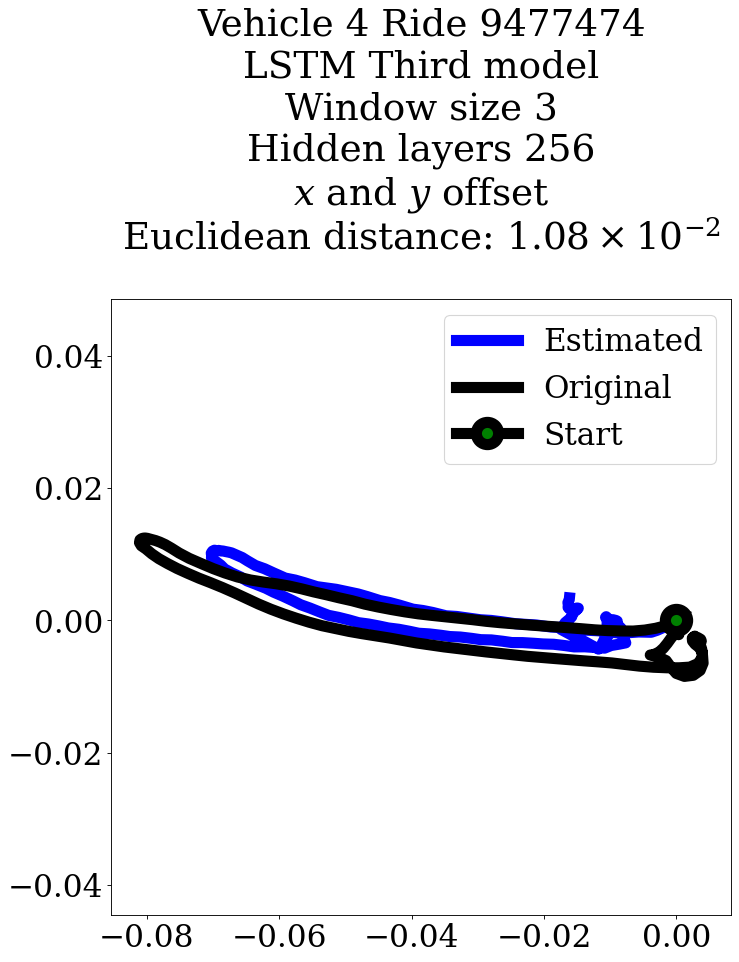 Vehicle 4 Ride 9477474
LSTM Third model
Window size 3
Hidden layers 256
x and y offset
Euclidean distance: 1.08 × 10⁻²
Estimated
Original
Start
0.04
0.02
0.00
−0.02
−0.04
−0.08
−0.06
−0.04
−0.02
0.00